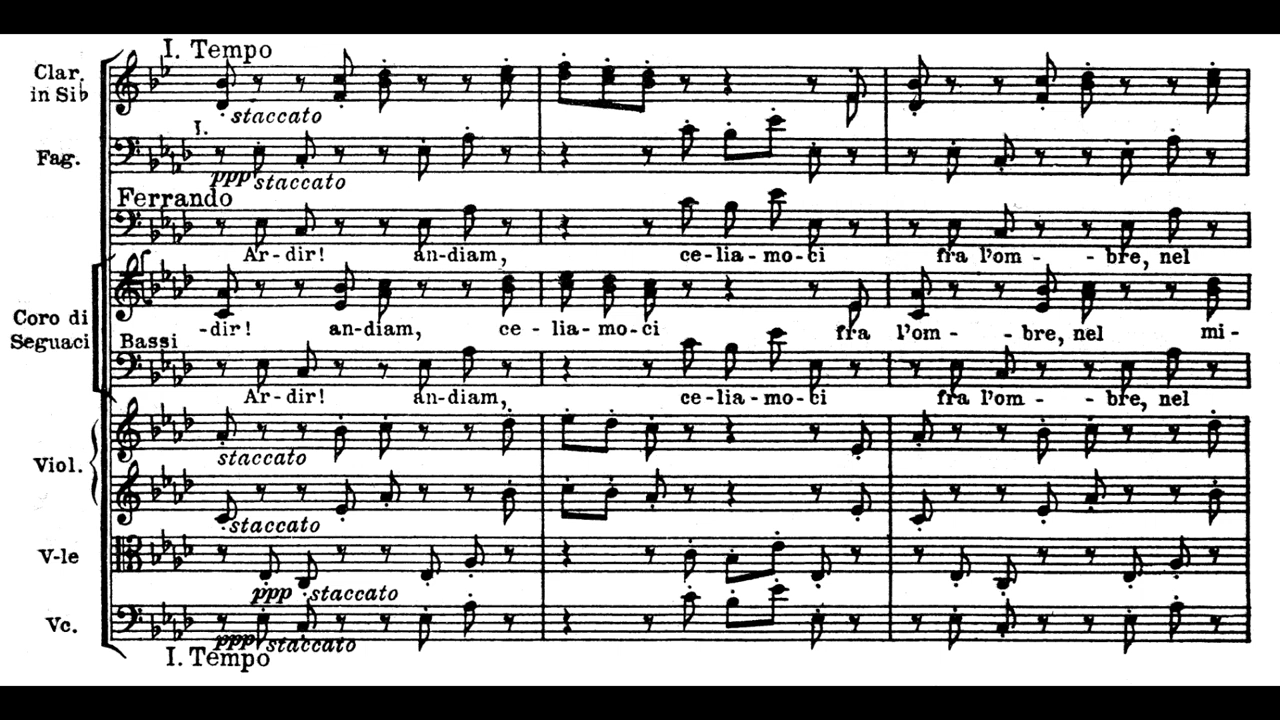 I. Tempo
Clar.
in Si♭
staccato
I.
Fag.
ppp staccato
Ferrando
Ar-dir! an-diam, ce-lia-mo-ci fra l'om - - bre, nel
Coro di
Seguaci
-dir! an-diam, ce-lia-mo-ci fra l'om - - bre, nel mi-
Bassi
Ar-dir! an-diam, ce-lia-mo-ci fra l'om - - bre, nel
Viol.
staccato
staccato
V-le
ppp staccato
Vc.
ppp staccato
I. Tempo